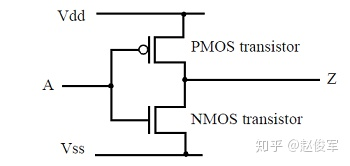 Vdd
PMOS transistor
A
Z
NMOS transistor
Vss
知乎 @赵俊军